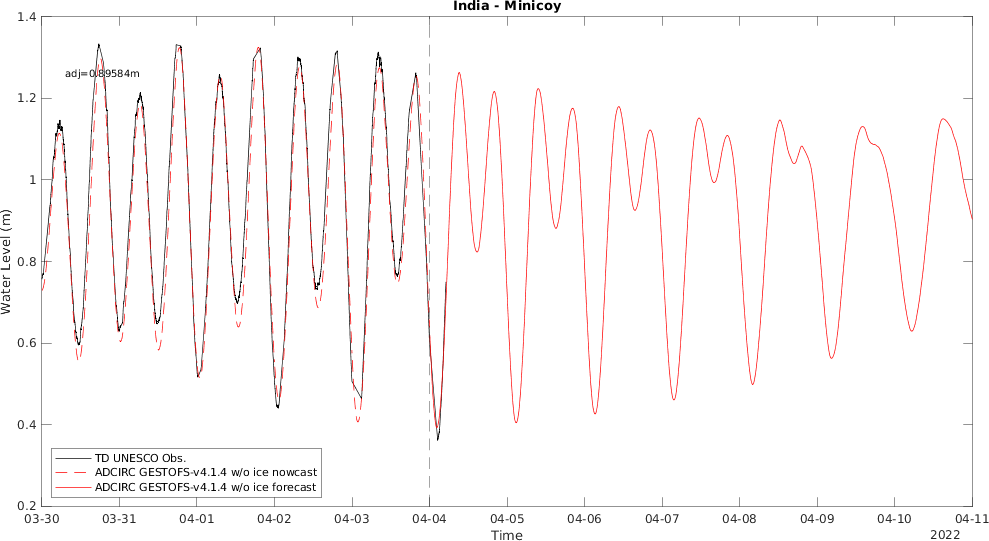 India - Minicoy
1.4
1.2
1
0.8
0.6
0.4
0.2
Water Level (m)
adj=0.89584m
TD UNESCO Obs.
ADCIRC GESTOFS-v4.1.4 w/o ice nowcast
ADCIRC GESTOFS-v4.1.4 w/o ice forecast
03-30 03-31 04-01 04-02 04-03 04-04 04-05 04-06 04-07 04-08 04-09 04-10 04-11
Time
2022